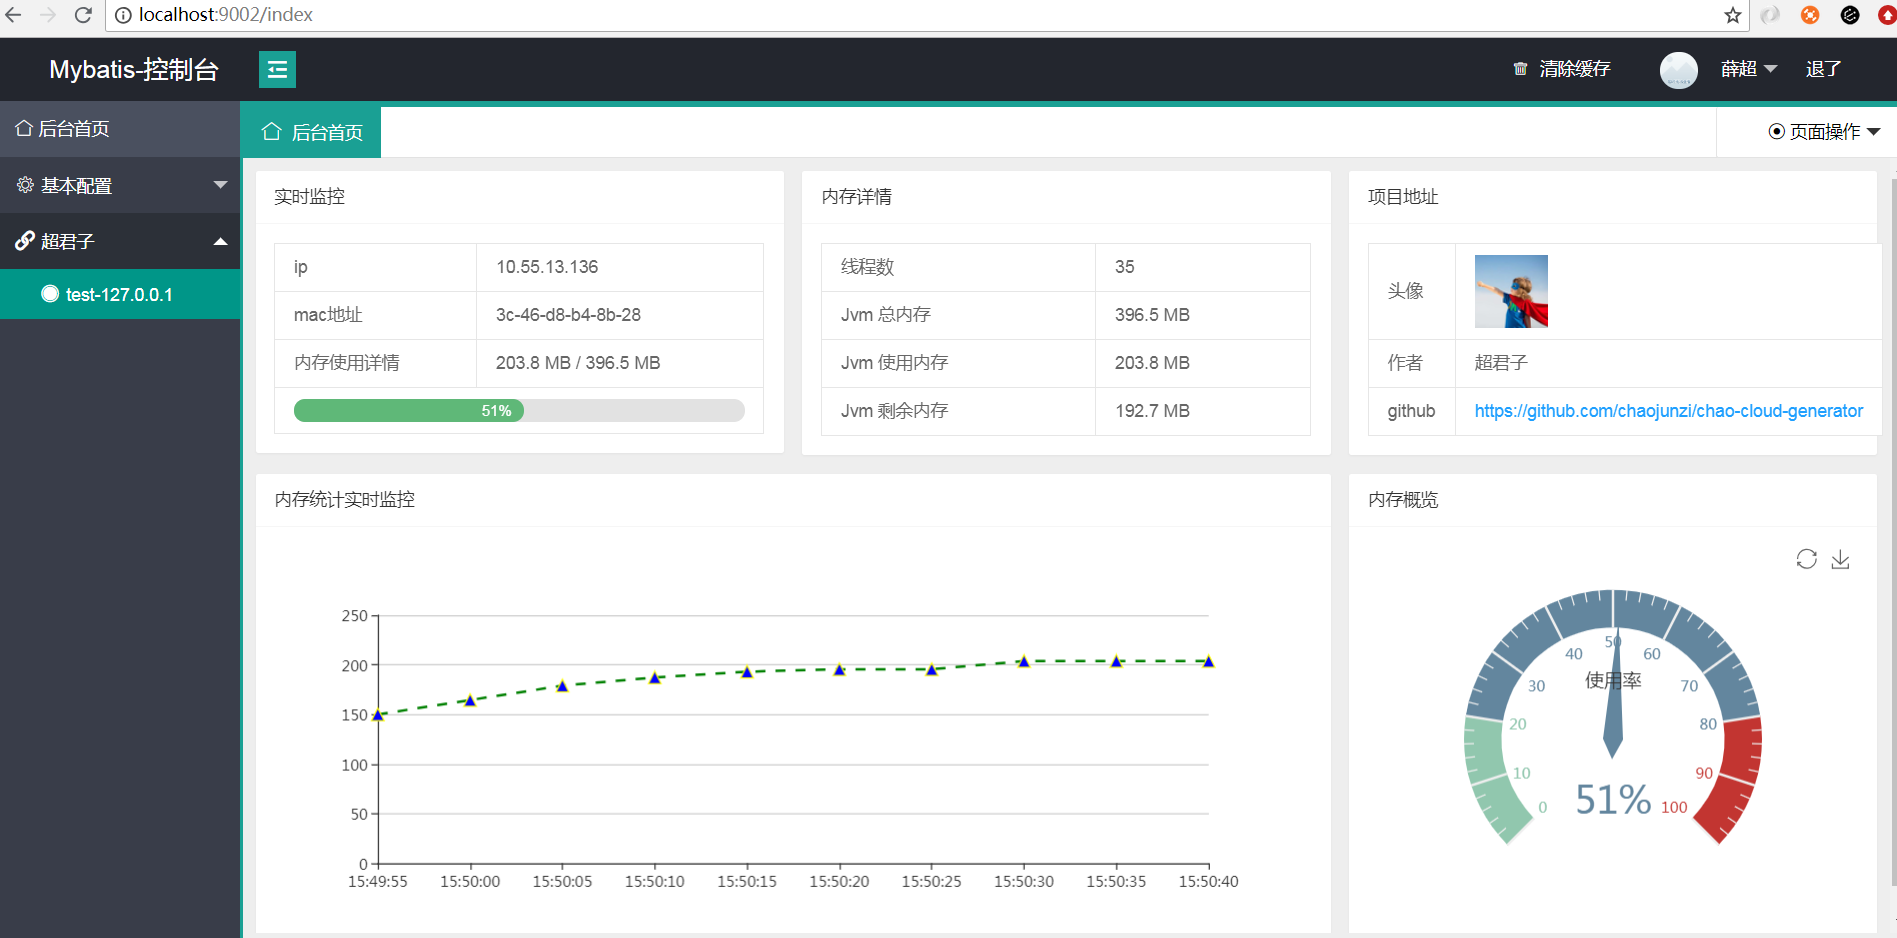 localhost:9002/index
Mybatis-控制台
清除缓存
薛超
退了
后台首页
基本配置
超君子
test-127.0.0.1
后台首页
页面操作
实时监控
ip 10.55.13.136
mac地址 3c-46-d8-b4-8b-28
内存使用详情 203.8 MB / 396.5 MB
51%
内存详情
线程数 35
Jvm 总内存 396.5 MB
Jvm 使用内存 203.8 MB
Jvm 剩余内存 192.7 MB
项目地址
头像
作者 超君子
github https://github.com/chaojunzi/chao-cloud-generator
内存统计实时监控
250
200
150
100
50
0
15:49:55 15:50:00 15:50:05 15:50:10 15:50:15 15:50:20 15:50:25 15:50:30 15:50:35 15:50:40
内存概览
0
10
20
30
40
50
60
70
80
90
100
使用率
51%